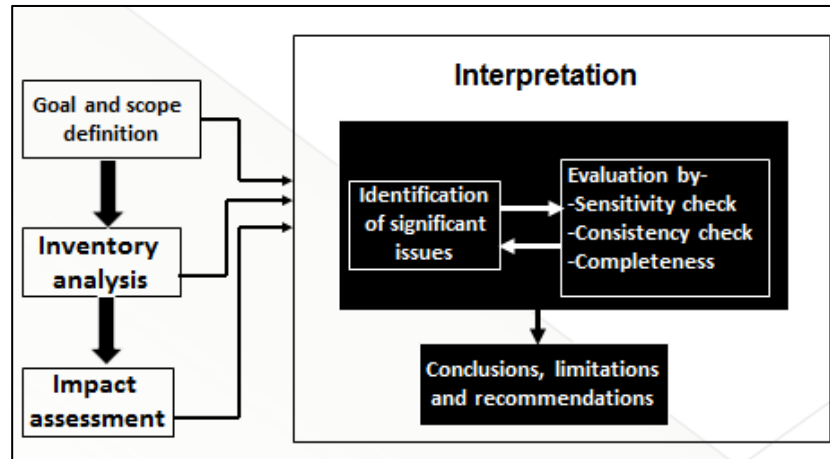 Goal and scope
definition
Inventory
analysis
Impact
assessment
Interpretation
Identification
of significant
issues
Evaluation by-
-Sensitivity check
-Consistency check
-Completeness
Conclusions, limitations
and recommendations